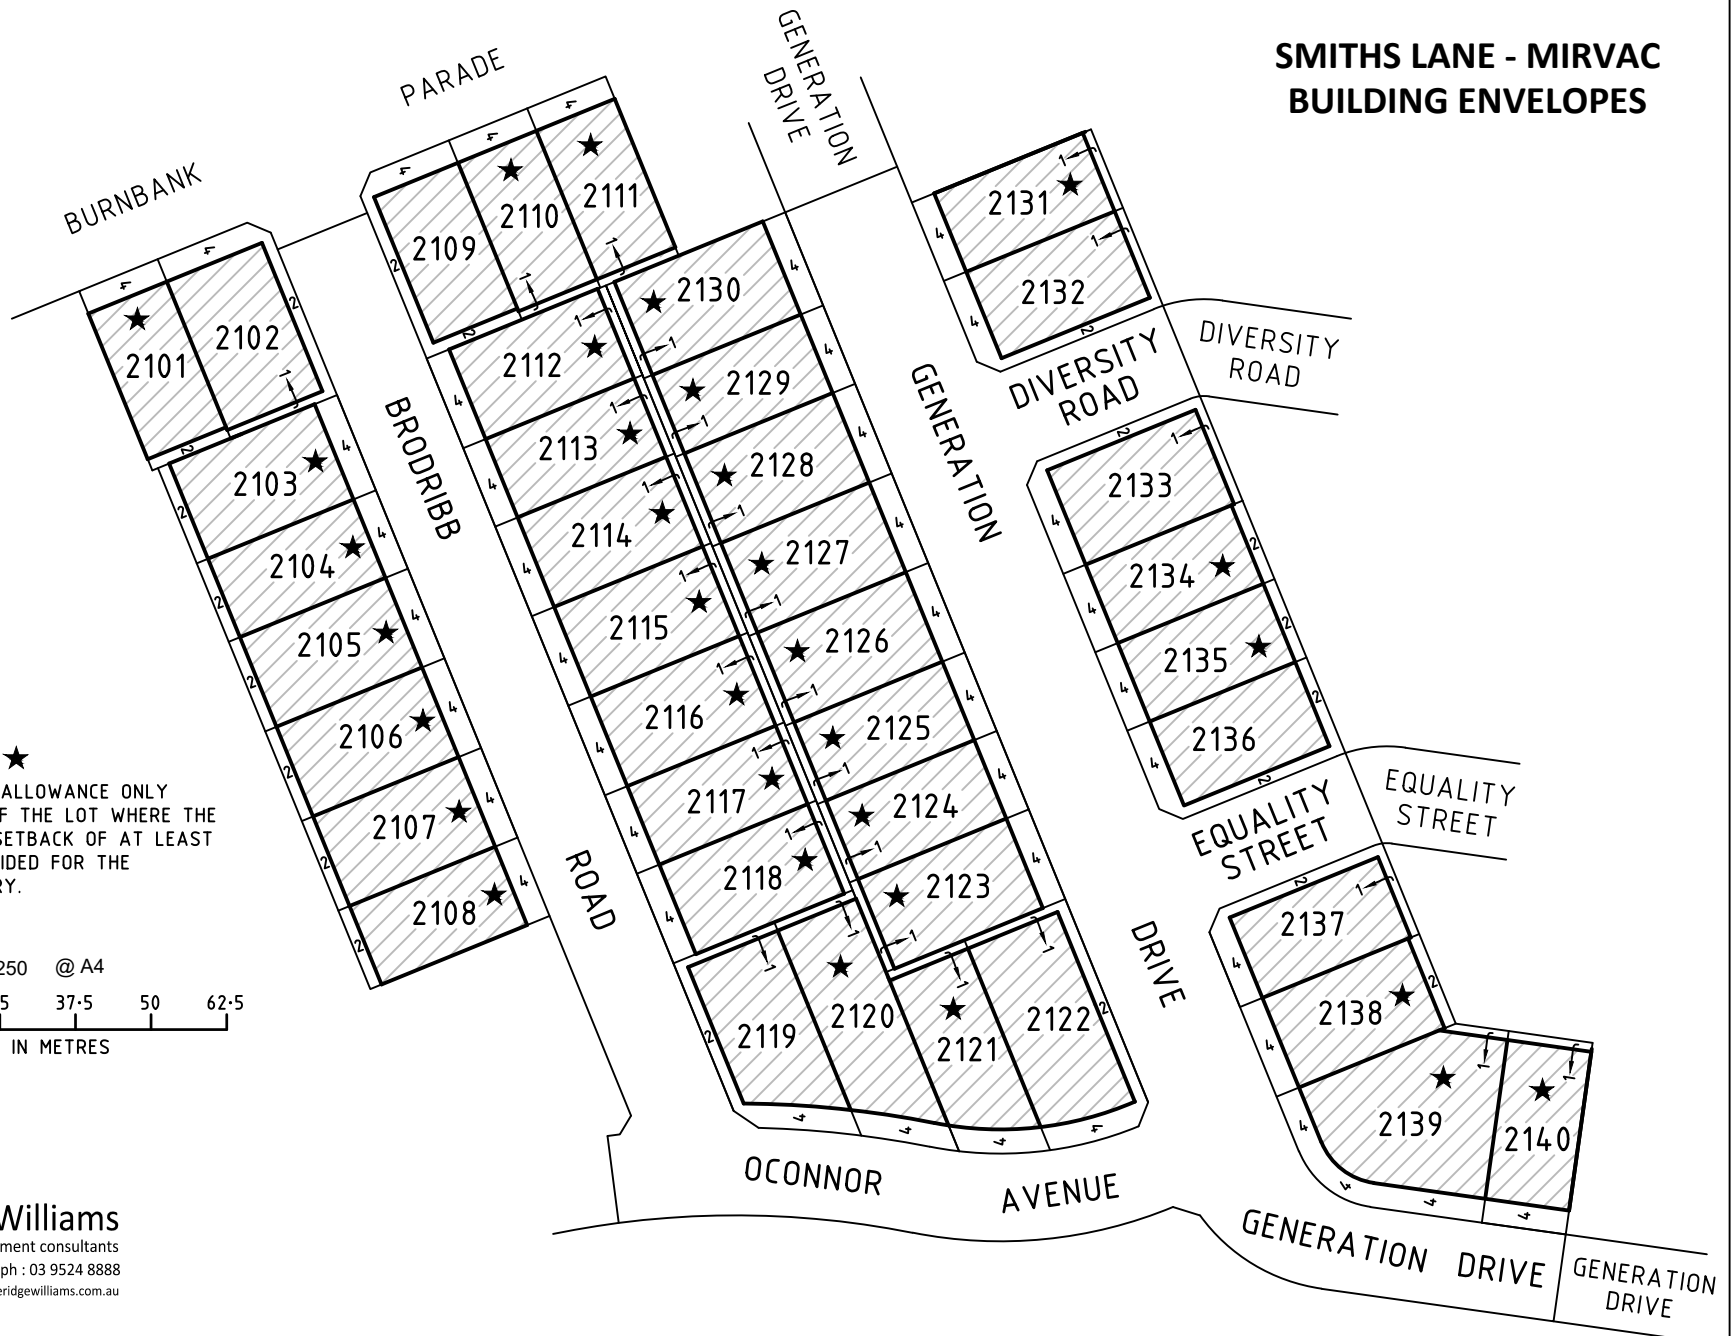 SMITHS LANE - MIRVAC
BUILDING ENVELOPES
BURNBANK
PARADE
GENERATION
DRIVE
2101
2102
2103
2104
2105
2106
2107
2108
2109
2110
2111
2112
2113
2114
2115
2116
2117
2118
2119
2120
2121
2122
2123
2124
2125
2126
2127
2128
2129
2130
2131
2132
2133
2134
2135
2136
2137
2138
2139
2140
BRODRIBB
ROAD
GENERATION
DRIVE
DIVERSITY
ROAD
DIVERSITY
ROAD
EQUALITY
STREET
EQUALITY
STREET
OCONNOR
AVENUE
GENERATION DRIVE
GENERATION
DRIVE
ALLOWANCE ONLY
F THE LOT WHERE THE
SETBACK OF AT LEAST
IDED FOR THE
RY.
250 @ A4
5 37·5 50 62·5
IN METRES
Williams
ment consultants
ph : 03 9524 8888
eridgewilliams.com.au